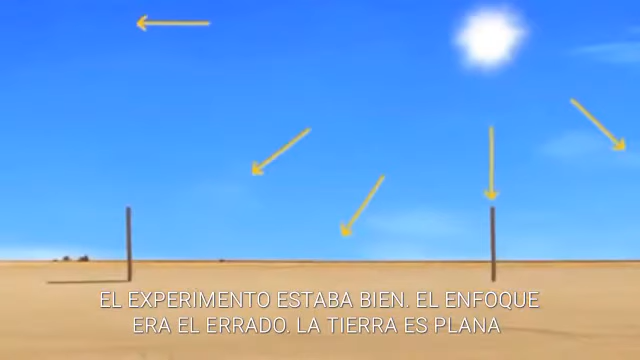 EL EXPERIMENTO ESTABA BIEN. EL ENFOQUE
ERA EL ERRADO. LA TIERRA ES PLANA